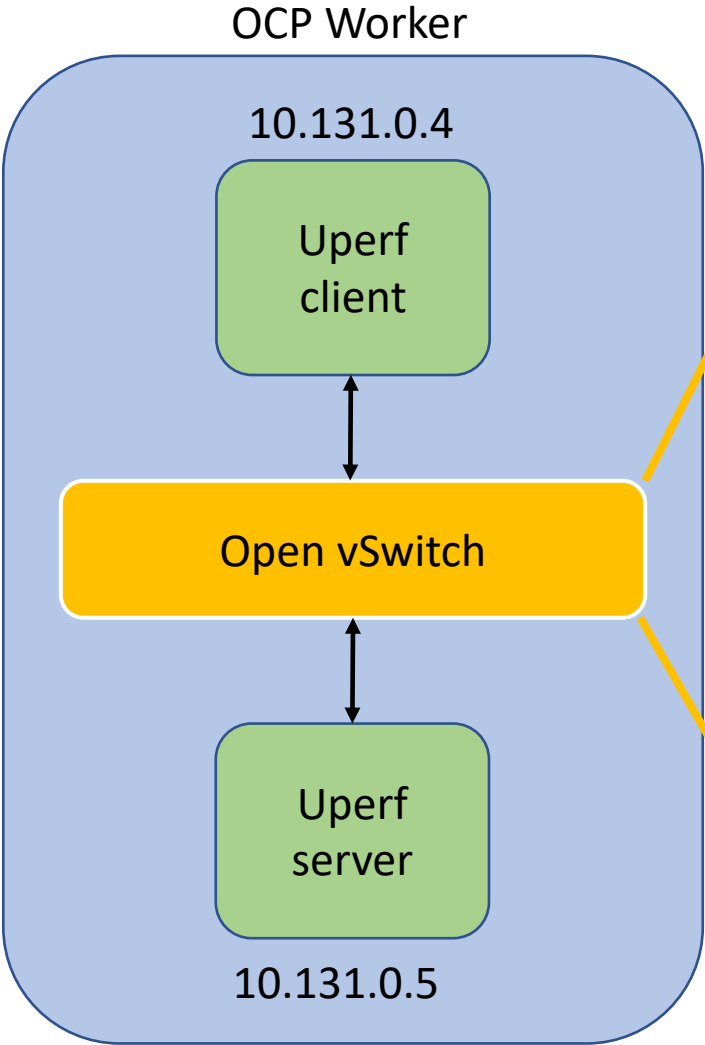 OCP Worker
10.131.0.4
Uperf
client
Open vSwitch
Uperf
server
10.131.0.5